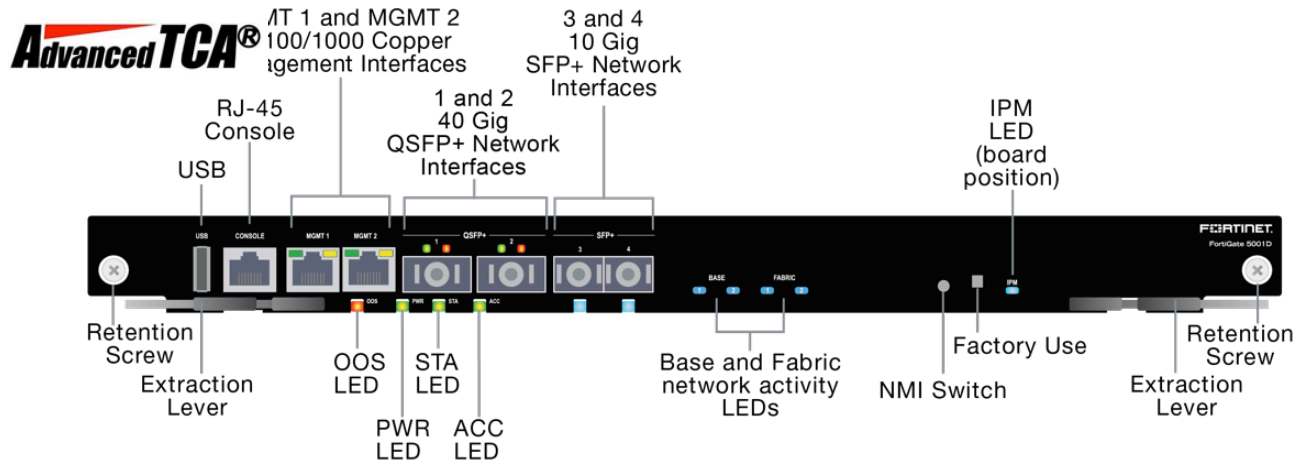 Advanced TCA®
MT 1 and MGMT 2
100/1000 Copper
agement Interfaces
3 and 4
10 Gig
SFP+ Network
Interfaces
1 and 2
40 Gig
QSFP+ Network
Interfaces
RJ-45
Console
USB
IPM
LED
(board
position)
USB
CONSOLE
MGMT 1
MGMT 2
QSFP+
1
2
SFP+
3
4
FORTINET
FortiGate 5001D
BASE
FABRIC
1
2
1
2
IPM
OOS
PWR
STA
ACC
Retention
Screw
Extraction
Lever
OOS
LED
STA
LED
PWR
LED
ACC
LED
Base and Fabric
network activity
LEDs
NMI Switch
Factory Use
Extraction
Lever
Retention
Screw